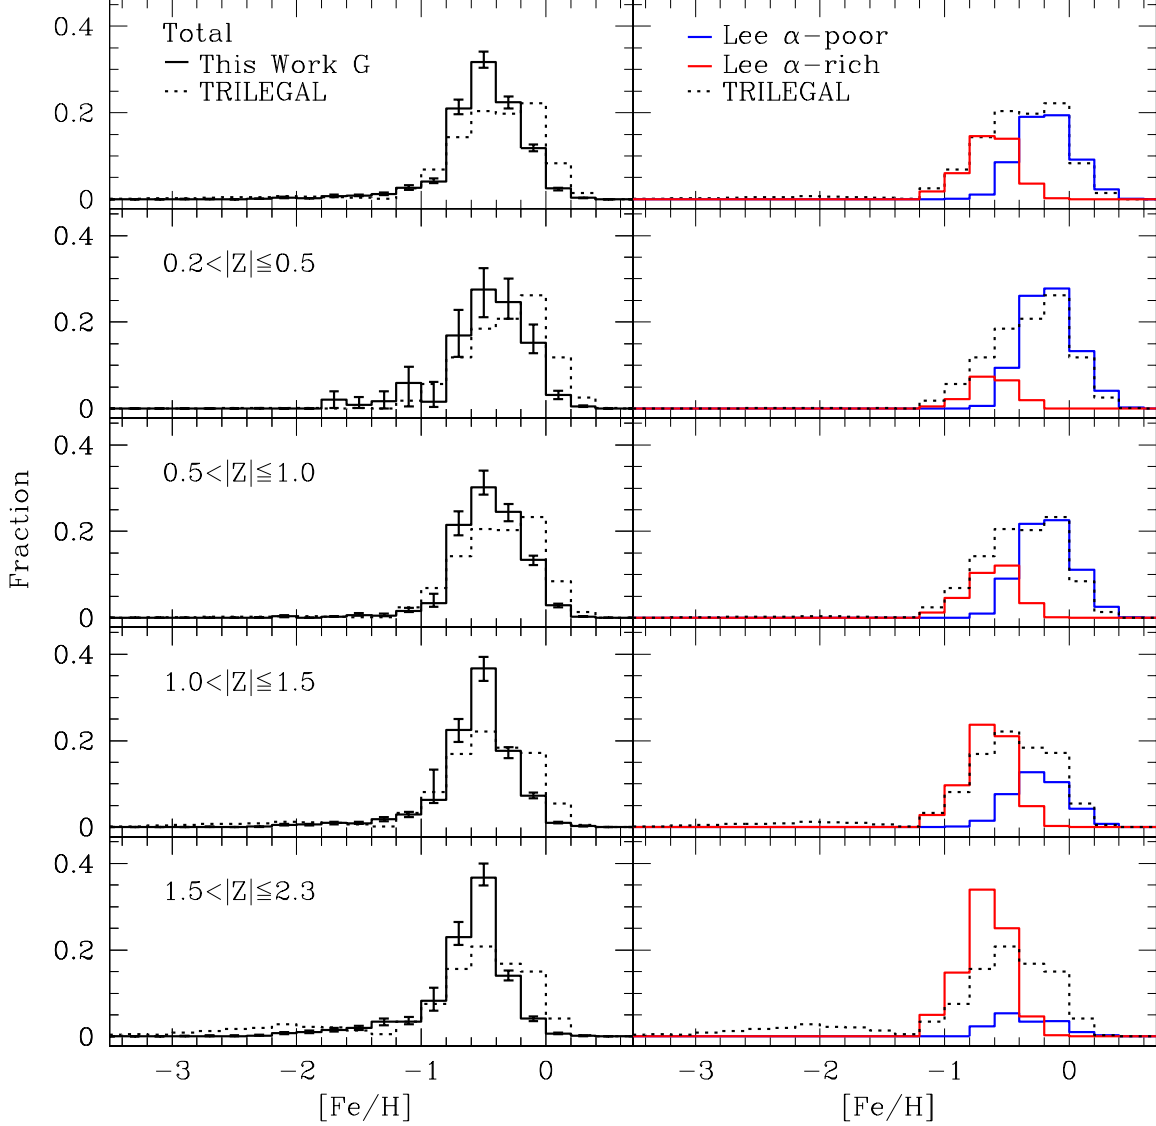 Total
This Work G
TRILEGAL
Lee α−poor
Lee α−rich
TRILEGAL
0.4
0.2
0
0.2<|Z|≦0.5
0.4
0.2
0
0.5<|Z|≦1.0
0.4
0.2
0
1.0<|Z|≦1.5
0.4
0.2
0
1.5<|Z|≦2.3
0.4
0.2
0
Fraction
−3 −2 −1 0 −3 −2 −1 0
[Fe/H] [Fe/H]